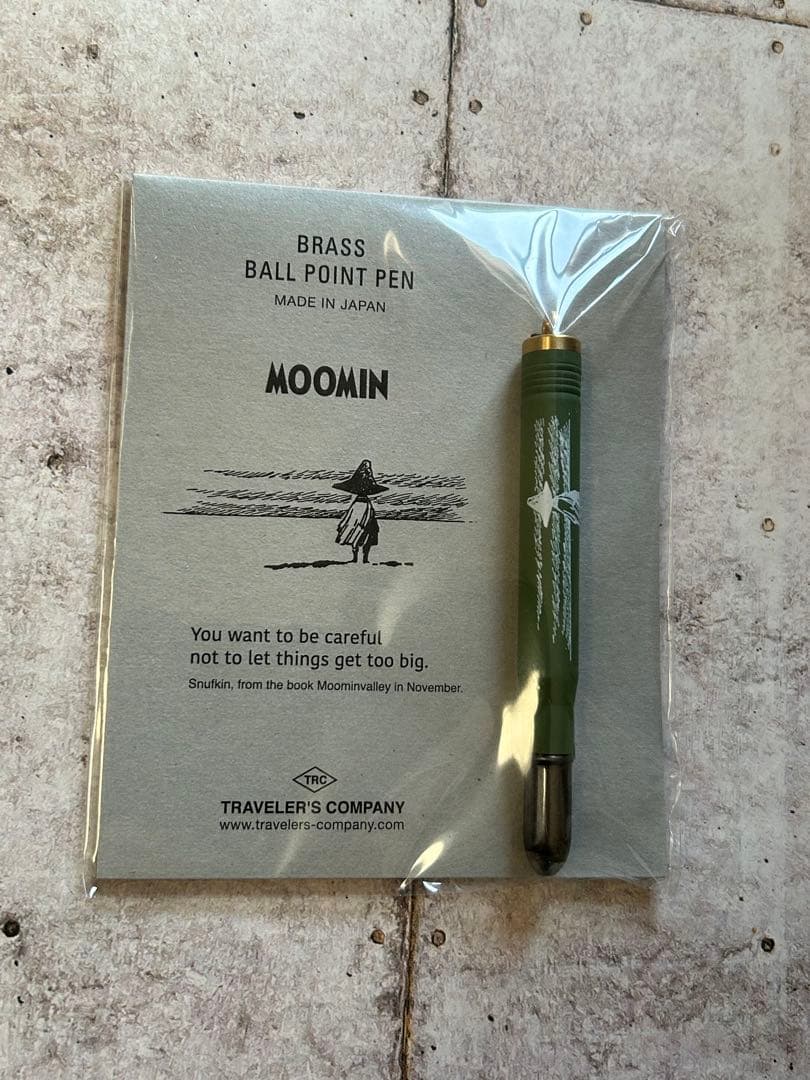 BRASS
BALL POINT PEN
MADE IN JAPAN
MOOMIN
You want to be careful
not to let things get too big.
Snufkin, from the book Moominvalley in November.
TRC
TRAVELER'S COMPANY
www.travelers-company.com